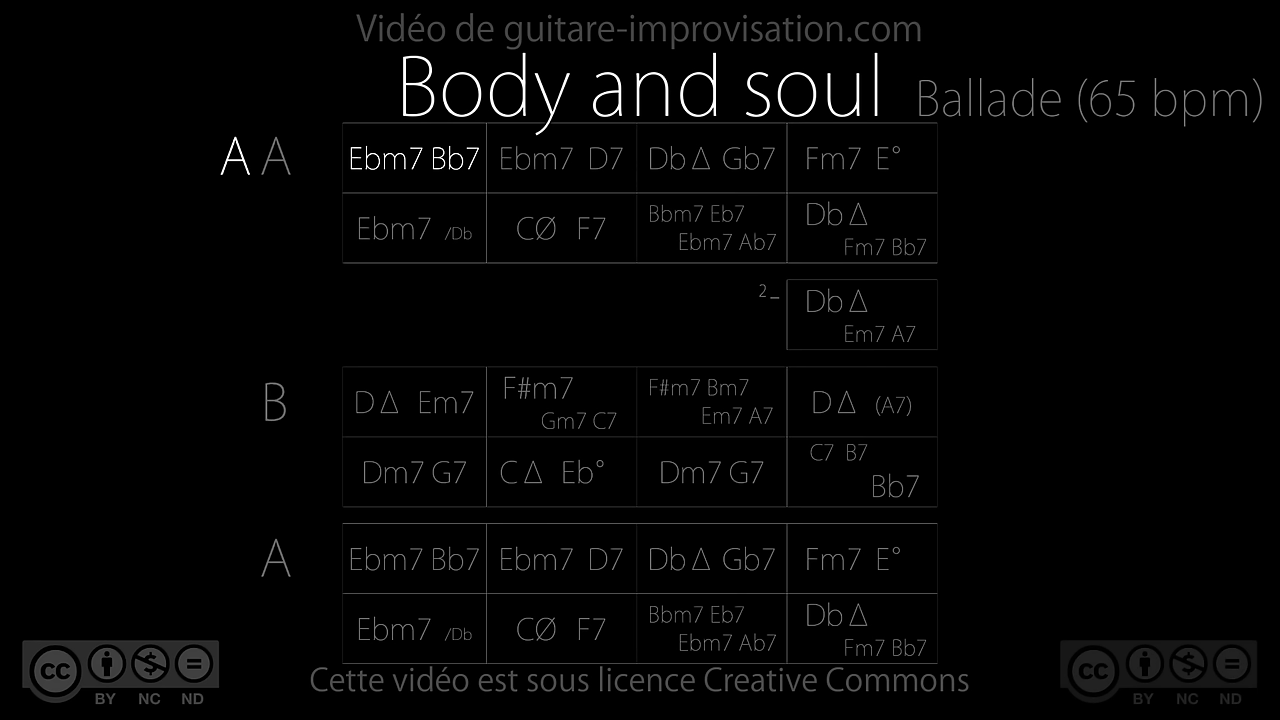 Vidéo de guitare-improvisation.com
Body and soul Ballade (65 bpm)
A A Ebm7 Bb7 Ebm7 D7 Db Δ Gb7 Fm7 E°
Ebm7 /Db CØ F7 Bbm7 Eb7 Ebm7 Ab7 Db Δ Fm7 Bb7
2_ Db Δ Em7 A7
B D Δ Em7 F#m7 Gm7 C7 F#m7 Bm7 Em7 A7 D Δ (A7)
Dm7 G7 C Δ Eb° Dm7 G7 C7 B7 Bb7
A Ebm7 Bb7 Ebm7 D7 Db Δ Gb7 Fm7 E°
Ebm7 /Db CØ F7 Bbm7 Eb7 Ebm7 Ab7 Db Δ Fm7 Bb7
Cette vidéo est sous licence Creative Commons
cc BY NC ND
cc BY NC ND